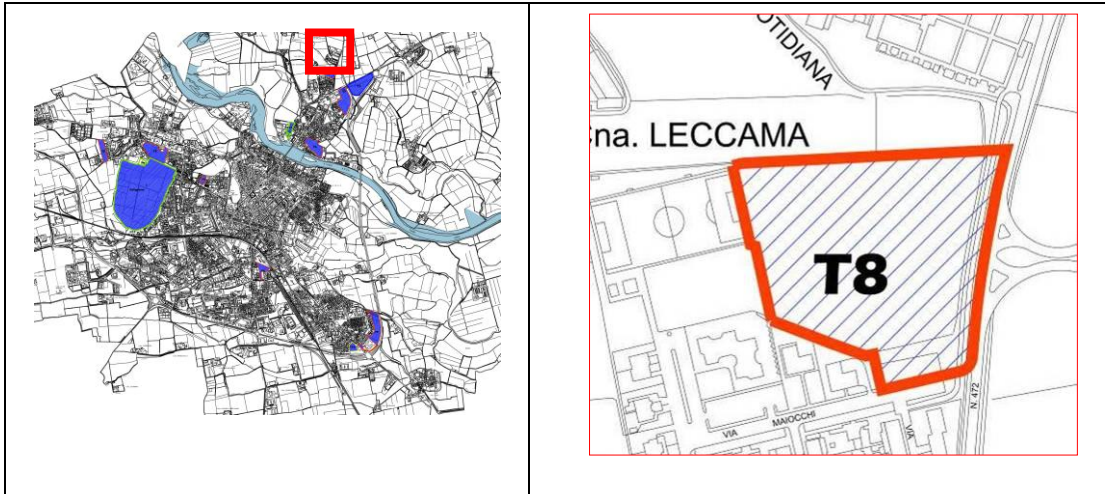 OTIDIANA
na. LECCAMA
T8
N. 472
VIA MAIOCCHI
VIA